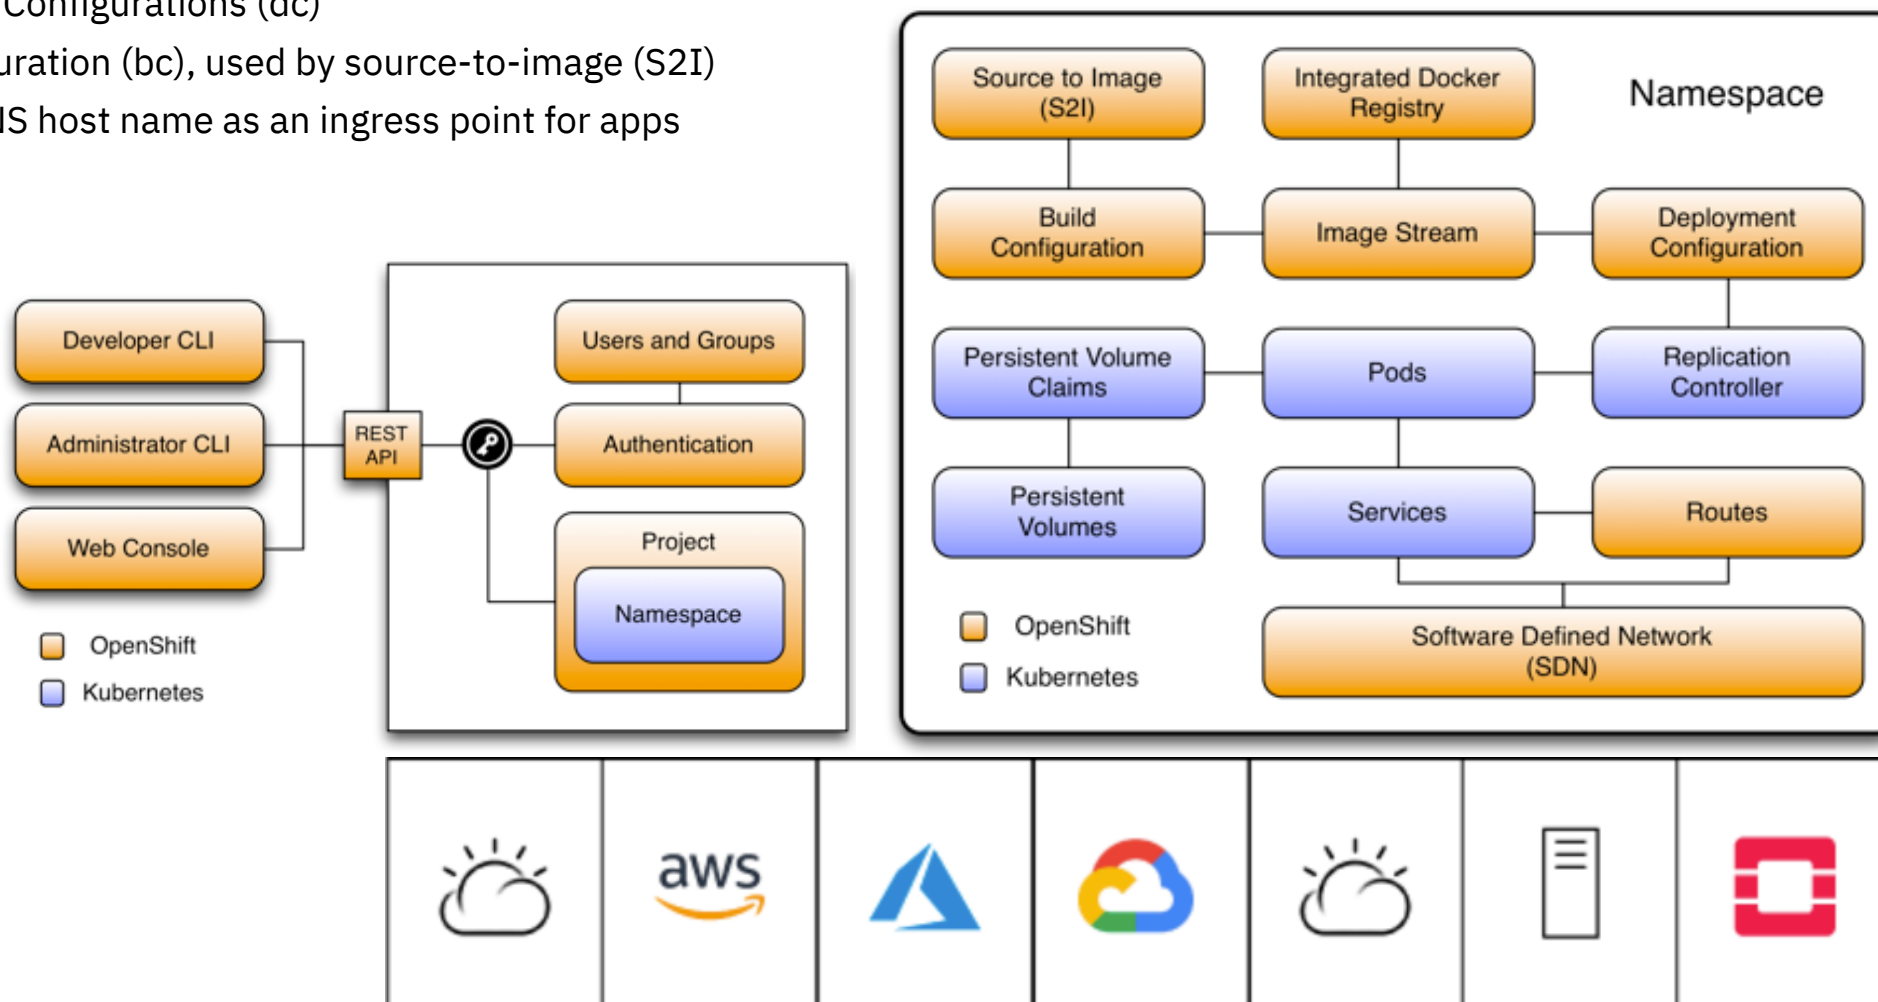 Configurations (dc)
(bc), used by source-to-image (S2I)
host name as an ingress point for apps
Developer CLI
Administrator CLI
Web Console
OpenShift
Kubernetes
REST
API
Users and Groups
Authentication
Project
Namespace
Namespace
Source to Image
(S2I)
Integrated Docker
Registry
Build
Configuration
Image Stream
Deployment
Configuration
Persistent Volume
Claims
Pods
Replication
Controller
Persistent
Volumes
Services
Routes
OpenShift
Kubernetes
Software Defined Network
(SDN)
aws